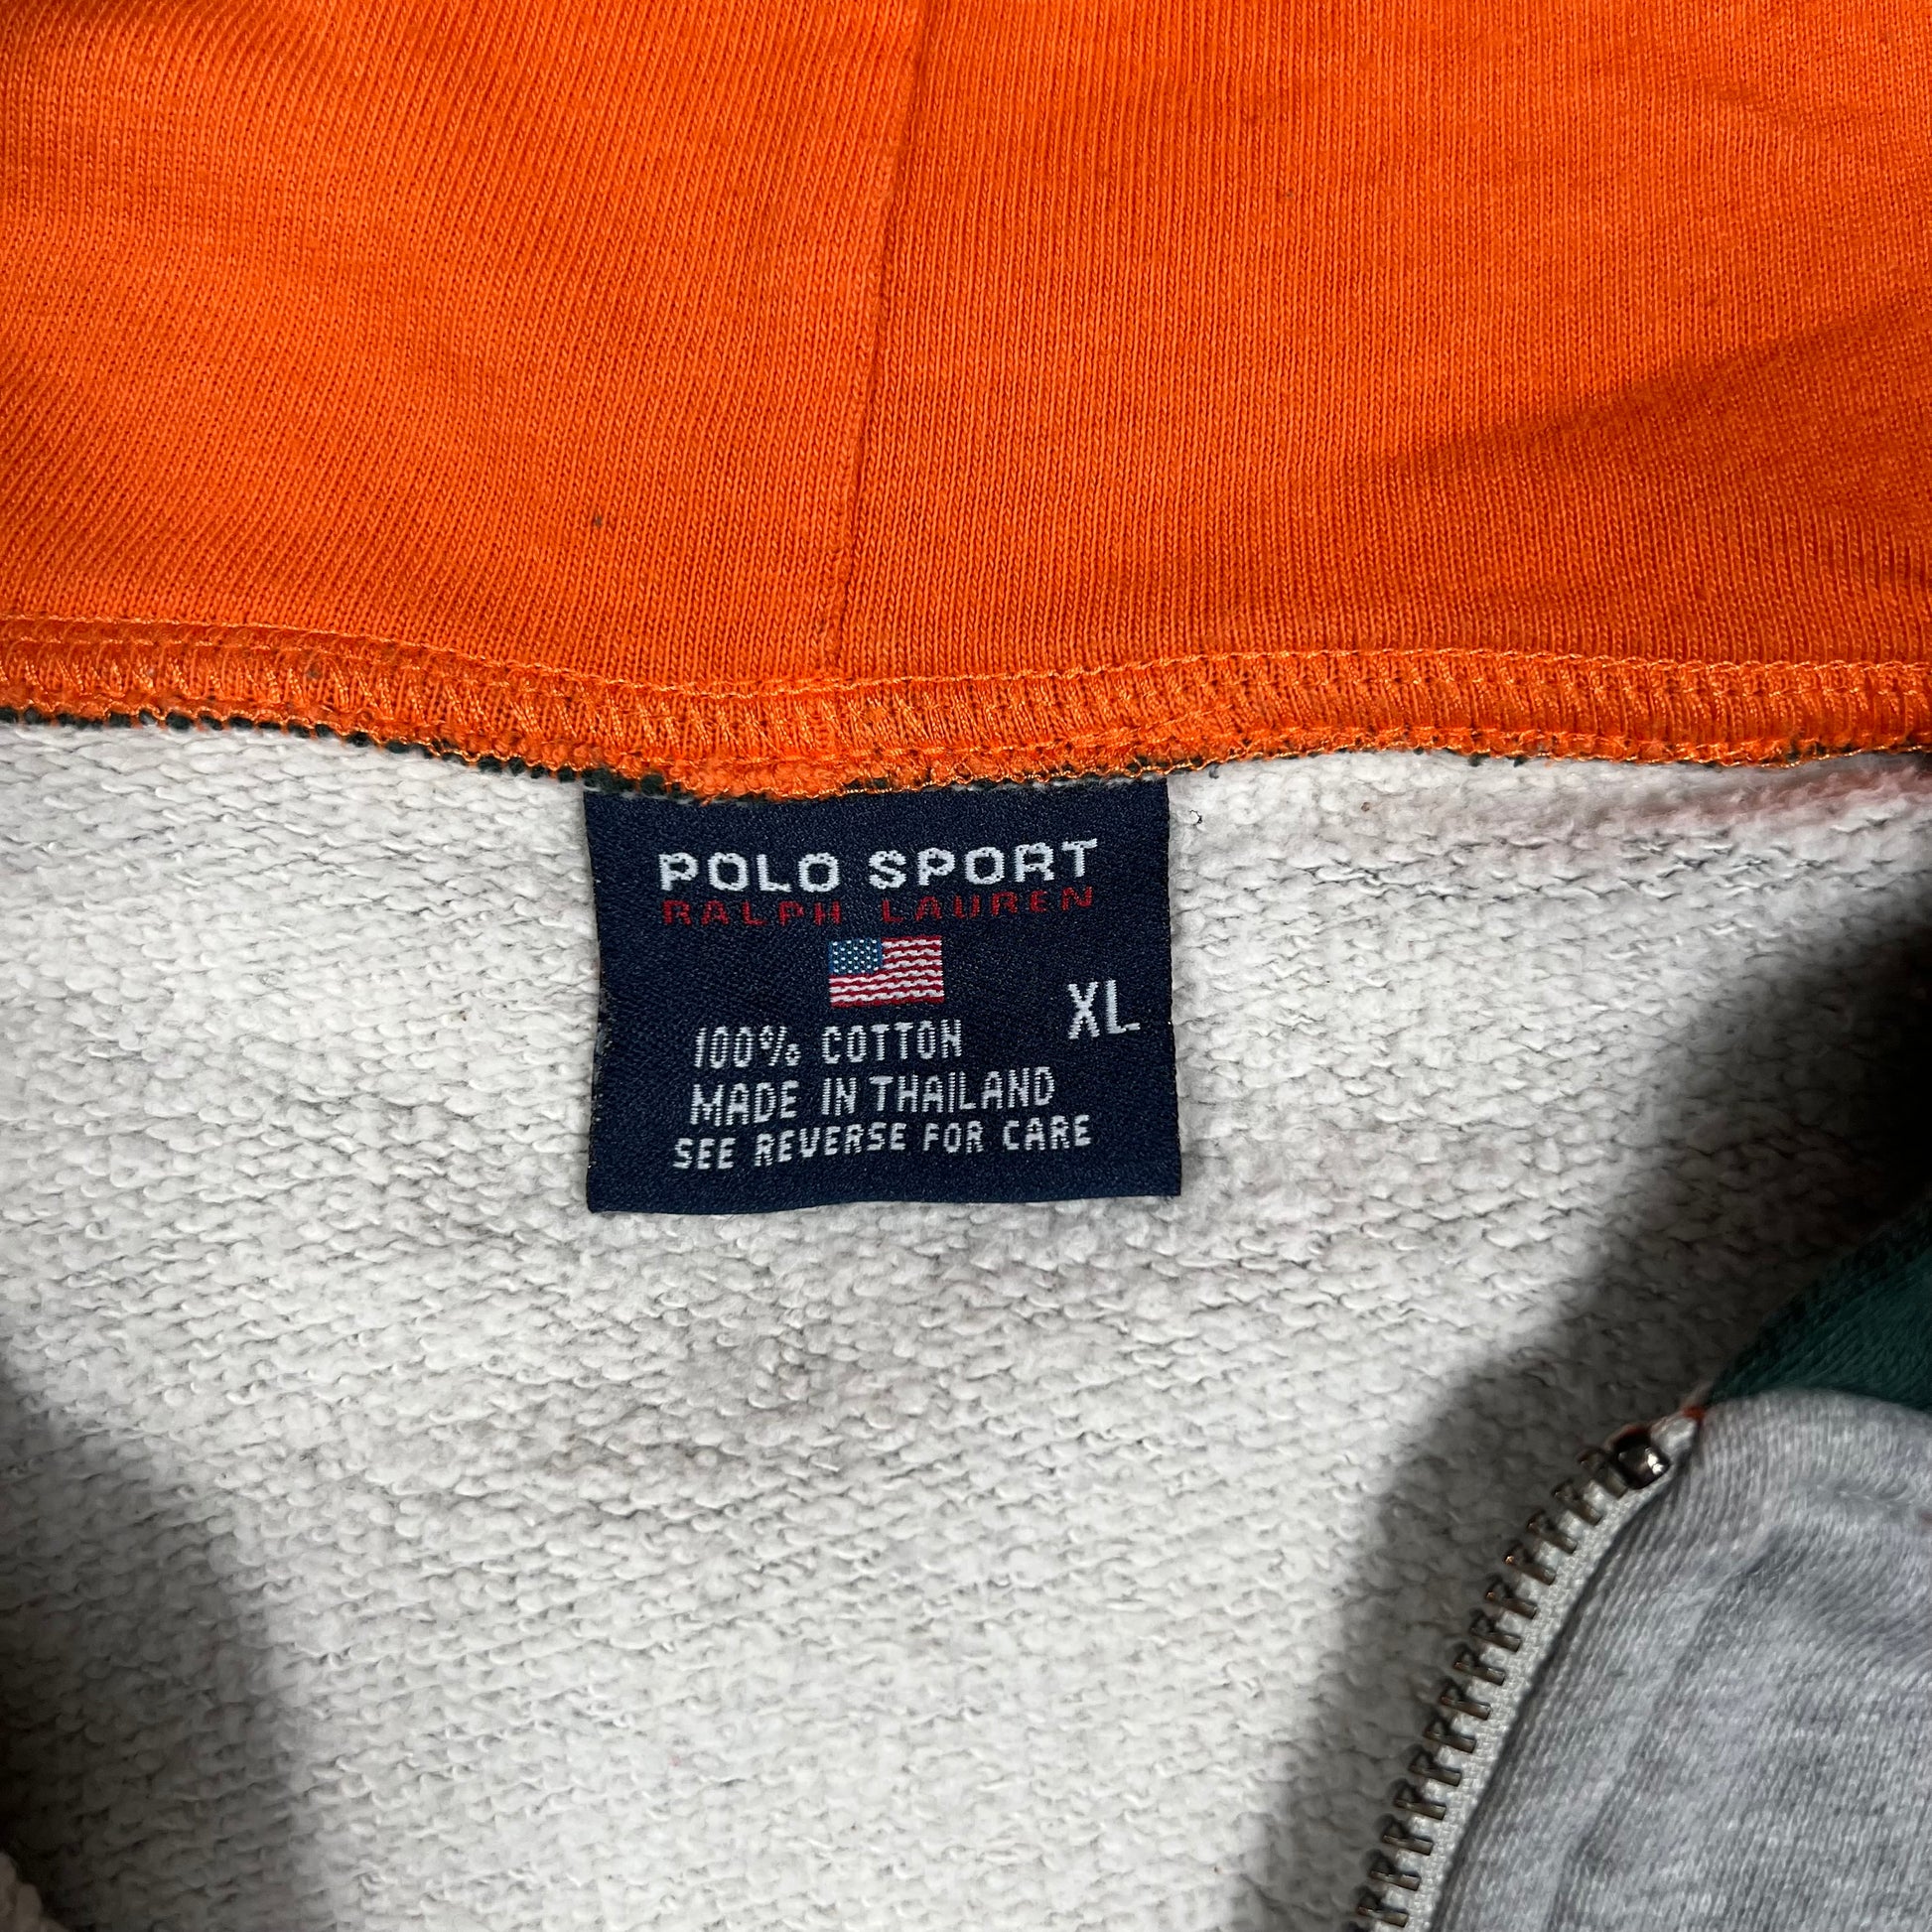 POLO SPORT
RALPH LAUREN
XL
100% COTTON
MADE IN THAILAND
SEE REVERSE FOR CARE